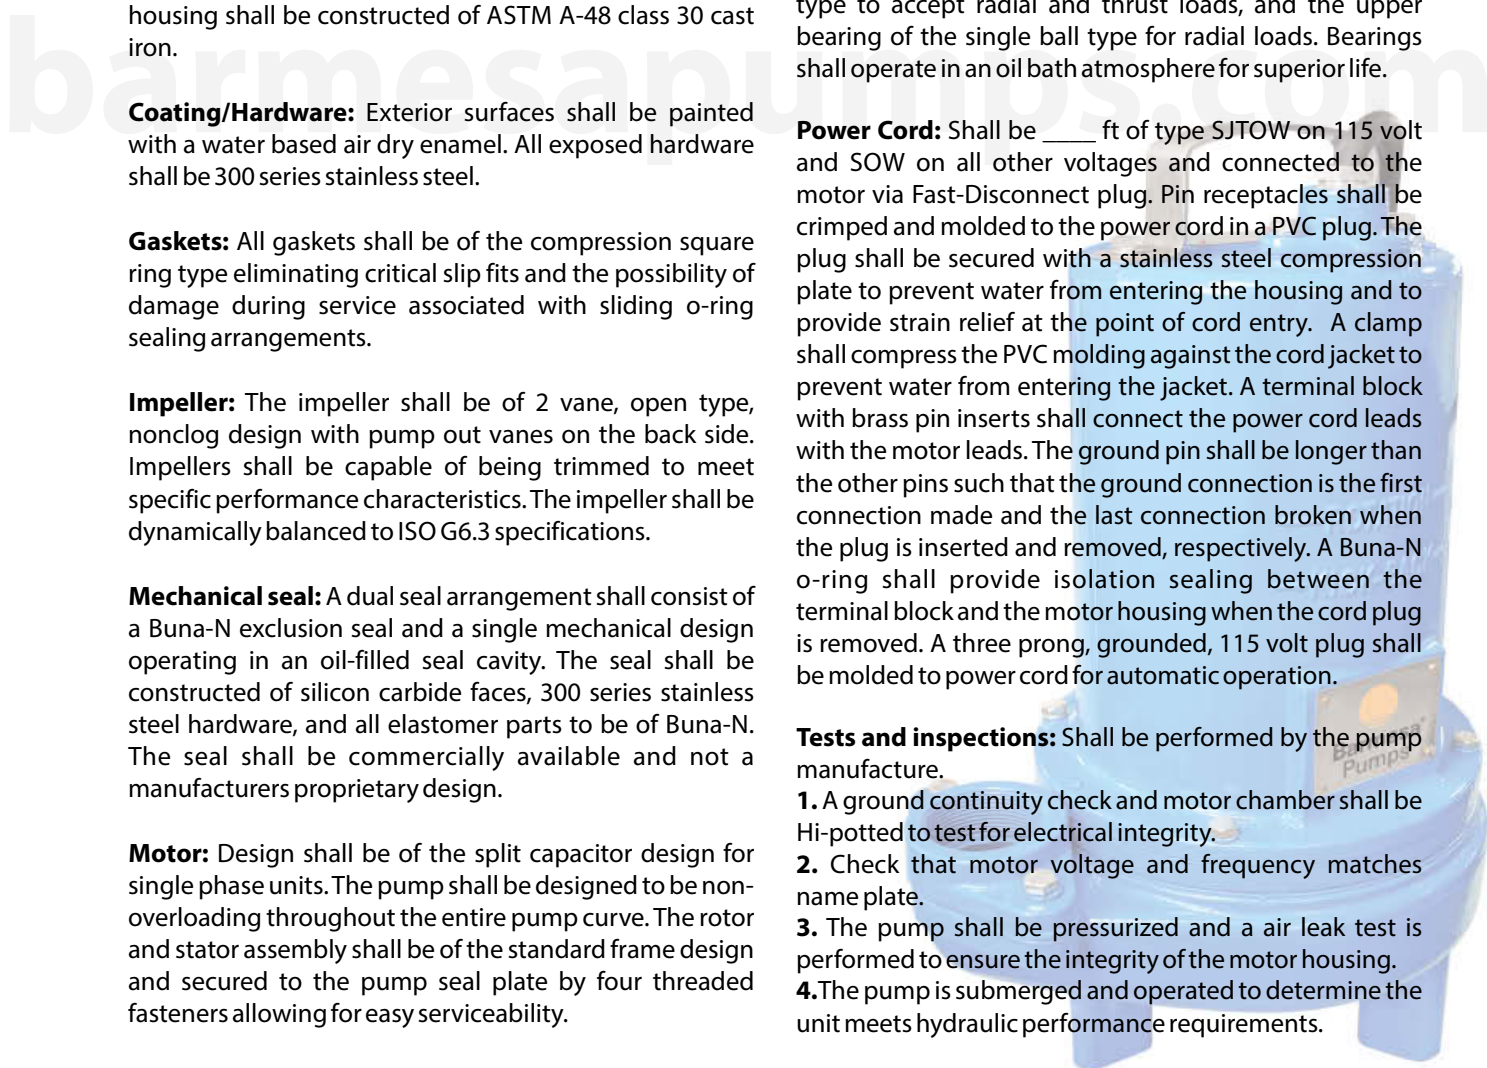 barmesapumps.com
housing shall be constructed of ASTM A-48 class 30 cast
iron.
Coating/Hardware: Exterior surfaces shall be painted
with a water based air dry enamel. All exposed hardware
shall be 300 series stainless steel.
Gaskets: All gaskets shall be of the compression square
ring type eliminating critical slip fits and the possibility of
damage during service associated with sliding o-ring
sealing arrangements.
Impeller: The impeller shall be of 2 vane, open type,
nonclog design with pump out vanes on the back side.
Impellers shall be capable of being trimmed to meet
specific performance characteristics. The impeller shall be
dynamically balanced to ISO G6.3 specifications.
Mechanical seal: A dual seal arrangement shall consist of
a Buna-N exclusion seal and a single mechanical design
operating in an oil-filled seal cavity. The seal shall be
constructed of silicon carbide faces, 300 series stainless
steel hardware, and all elastomer parts to be of Buna-N.
The seal shall be commercially available and not a
manufacturers proprietary design.
Motor: Design shall be of the split capacitor design for
single phase units. The pump shall be designed to be non-
overloading throughout the entire pump curve. The rotor
and stator assembly shall be of the standard frame design
and secured to the pump seal plate by four threaded
fasteners allowing for easy serviceability.
type to accept radial and thrust loads, and the upper
bearing of the single ball type for radial loads. Bearings
shall operate in an oil bath atmosphere for superior life.
Power Cord: Shall be ____ ft of type SJTOW on 115 volt
and SOW on all other voltages and connected to the
motor via Fast-Disconnect plug. Pin receptacles shall be
crimped and molded to the power cord in a PVC plug. The
plug shall be secured with a stainless steel compression
plate to prevent water from entering the housing and to
provide strain relief at the point of cord entry. A clamp
shall compress the PVC molding against the cord jacket to
prevent water from entering the jacket. A terminal block
with brass pin inserts shall connect the power cord leads
with the motor leads. The ground pin shall be longer than
the other pins such that the ground connection is the first
connection made and the last connection broken when
the plug is inserted and removed, respectively. A Buna-N
o-ring shall provide isolation sealing between the
terminal block and the motor housing when the cord plug
is removed. A three prong, grounded, 115 volt plug shall
be molded to power cord for automatic operation.
Tests and inspections: Shall be performed by the pump
manufacture.
1. A ground continuity check and motor chamber shall be
Hi-potted to test for electrical integrity.
2. Check that motor voltage and frequency matches
name plate.
3. The pump shall be pressurized and a air leak test is
performed to ensure the integrity of the motor housing.
4.The pump is submerged and operated to determine the
unit meets hydraulic performance requirements.
Barmesa
Pumps